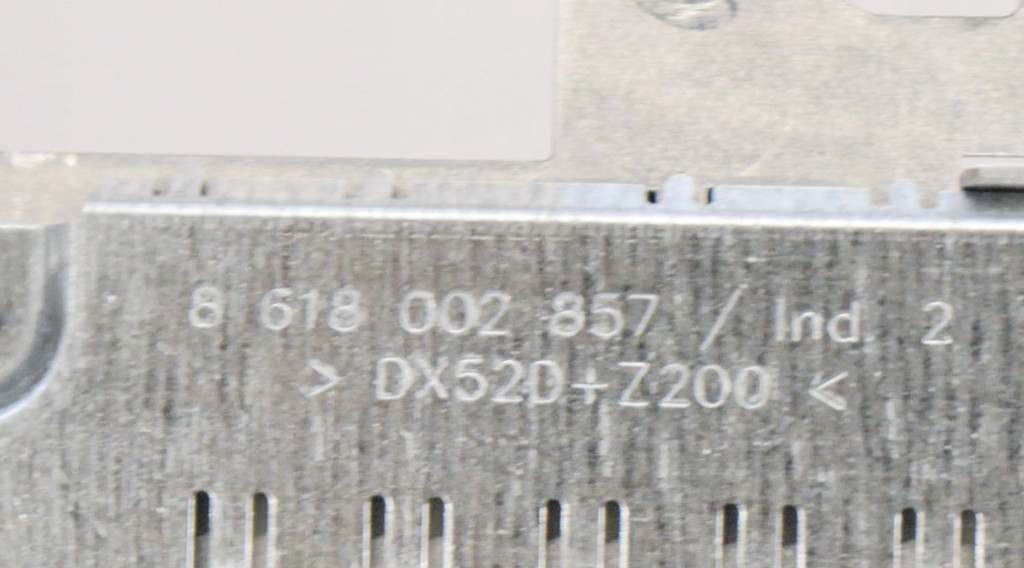 8 618 002 857 / Ind. 2
> DX52D+Z200 <